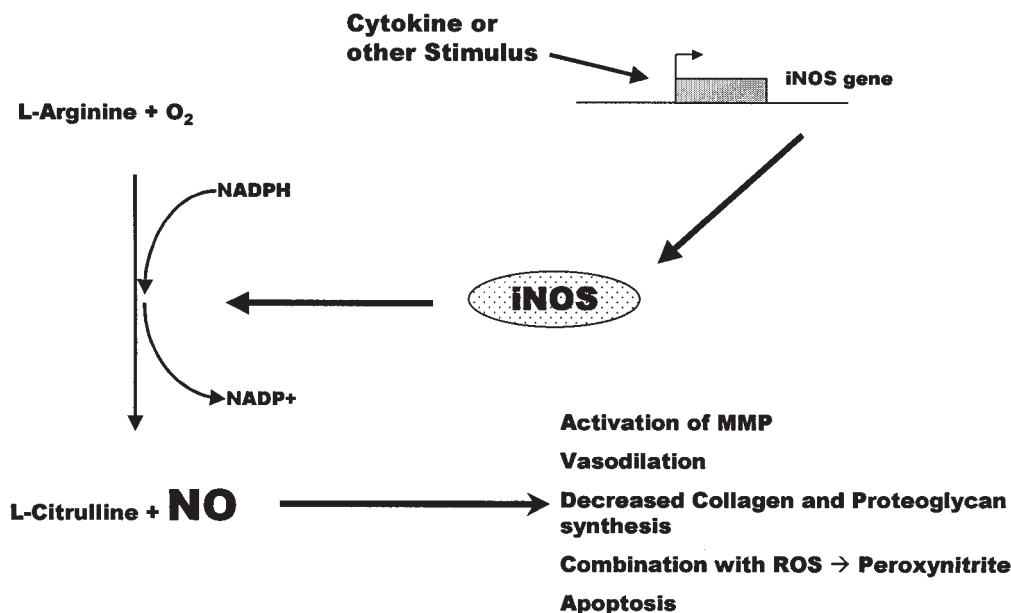 Cytokine or
other Stimulus
iNOS gene
L-Arginine + O₂
NADPH
iNOS
NADP+
Activation of MMP
Vasodilation
L-Citrulline + NO
Decreased Collagen and Proteoglycan
synthesis
Combination with ROS → Peroxynitrite
Apoptosis